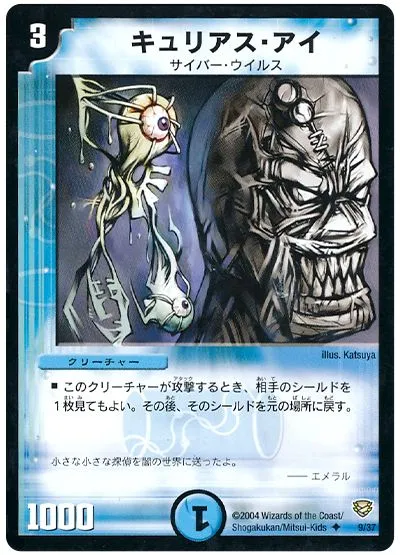 3
キュリアス・アイ
サイバー・ウイルス
illus. Katsuya
クリーチャー
■ このクリーチャーが攻撃するとき、相手のシールドを
1枚見てもよい。その後、そのシールドを元の場所に戻す。
小さな小さな探偵を闇の世界に送ったよ。
—— エメラル
1000
©2004 Wizards of the Coast/
Shogakukan/Mitsui-Kids ♦ 9/37